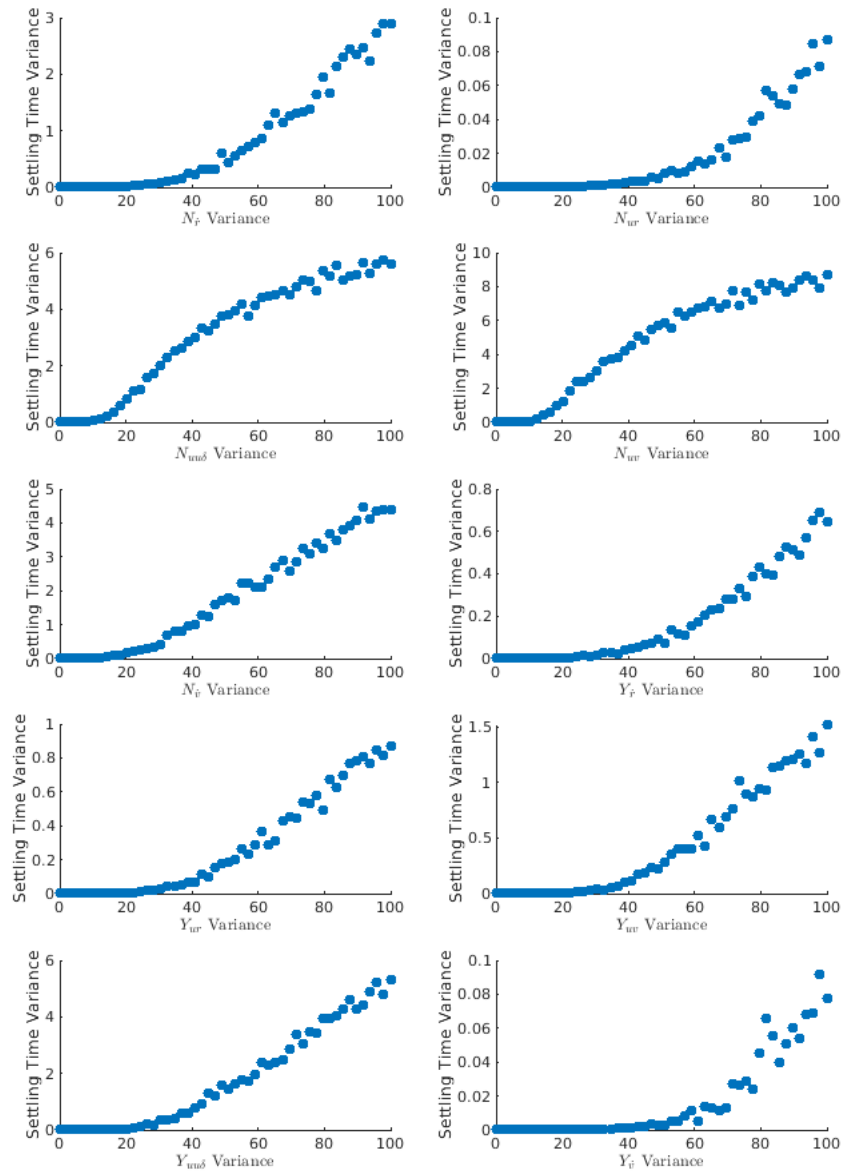 Settling Time Variance
3
2
1
0
0 20 40 60 80 100
N_ṙ Variance
Settling Time Variance
0.1
0.08
0.06
0.04
0.02
0
0 20 40 60 80 100
N_ur Variance
Settling Time Variance
6
4
2
0
0 20 40 60 80 100
N_uuδ Variance
Settling Time Variance
10
8
6
4
2
0
0 20 40 60 80 100
N_uv Variance
Settling Time Variance
5
4
3
2
1
0
0 20 40 60 80 100
N_v̇ Variance
Settling Time Variance
0.8
0.6
0.4
0.2
0
0 20 40 60 80 100
Y_ṙ Variance
Settling Time Variance
1
0.8
0.6
0.4
0.2
0
0 20 40 60 80 100
Y_ur Variance
Settling Time Variance
1.5
1
0.5
0
0 20 40 60 80 100
Y_uv Variance
Settling Time Variance
6
4
2
0
0 20 40 60 80 100
Y_uuδ Variance
Settling Time Variance
0.1
0.08
0.06
0.04
0.02
0
0 20 40 60 80 100
Y_v̇ Variance